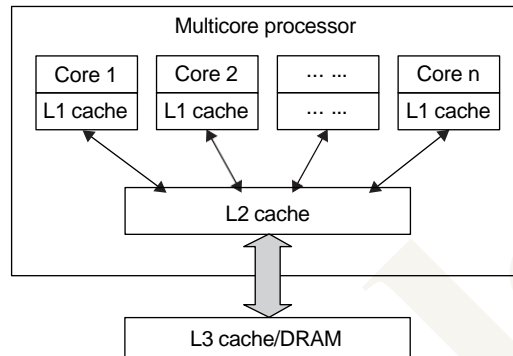 Multicore processor
Core 1
L1 cache
Core 2
L1 cache
... ...
... ...
Core n
L1 cache
L2 cache
L3 cache/DRAM